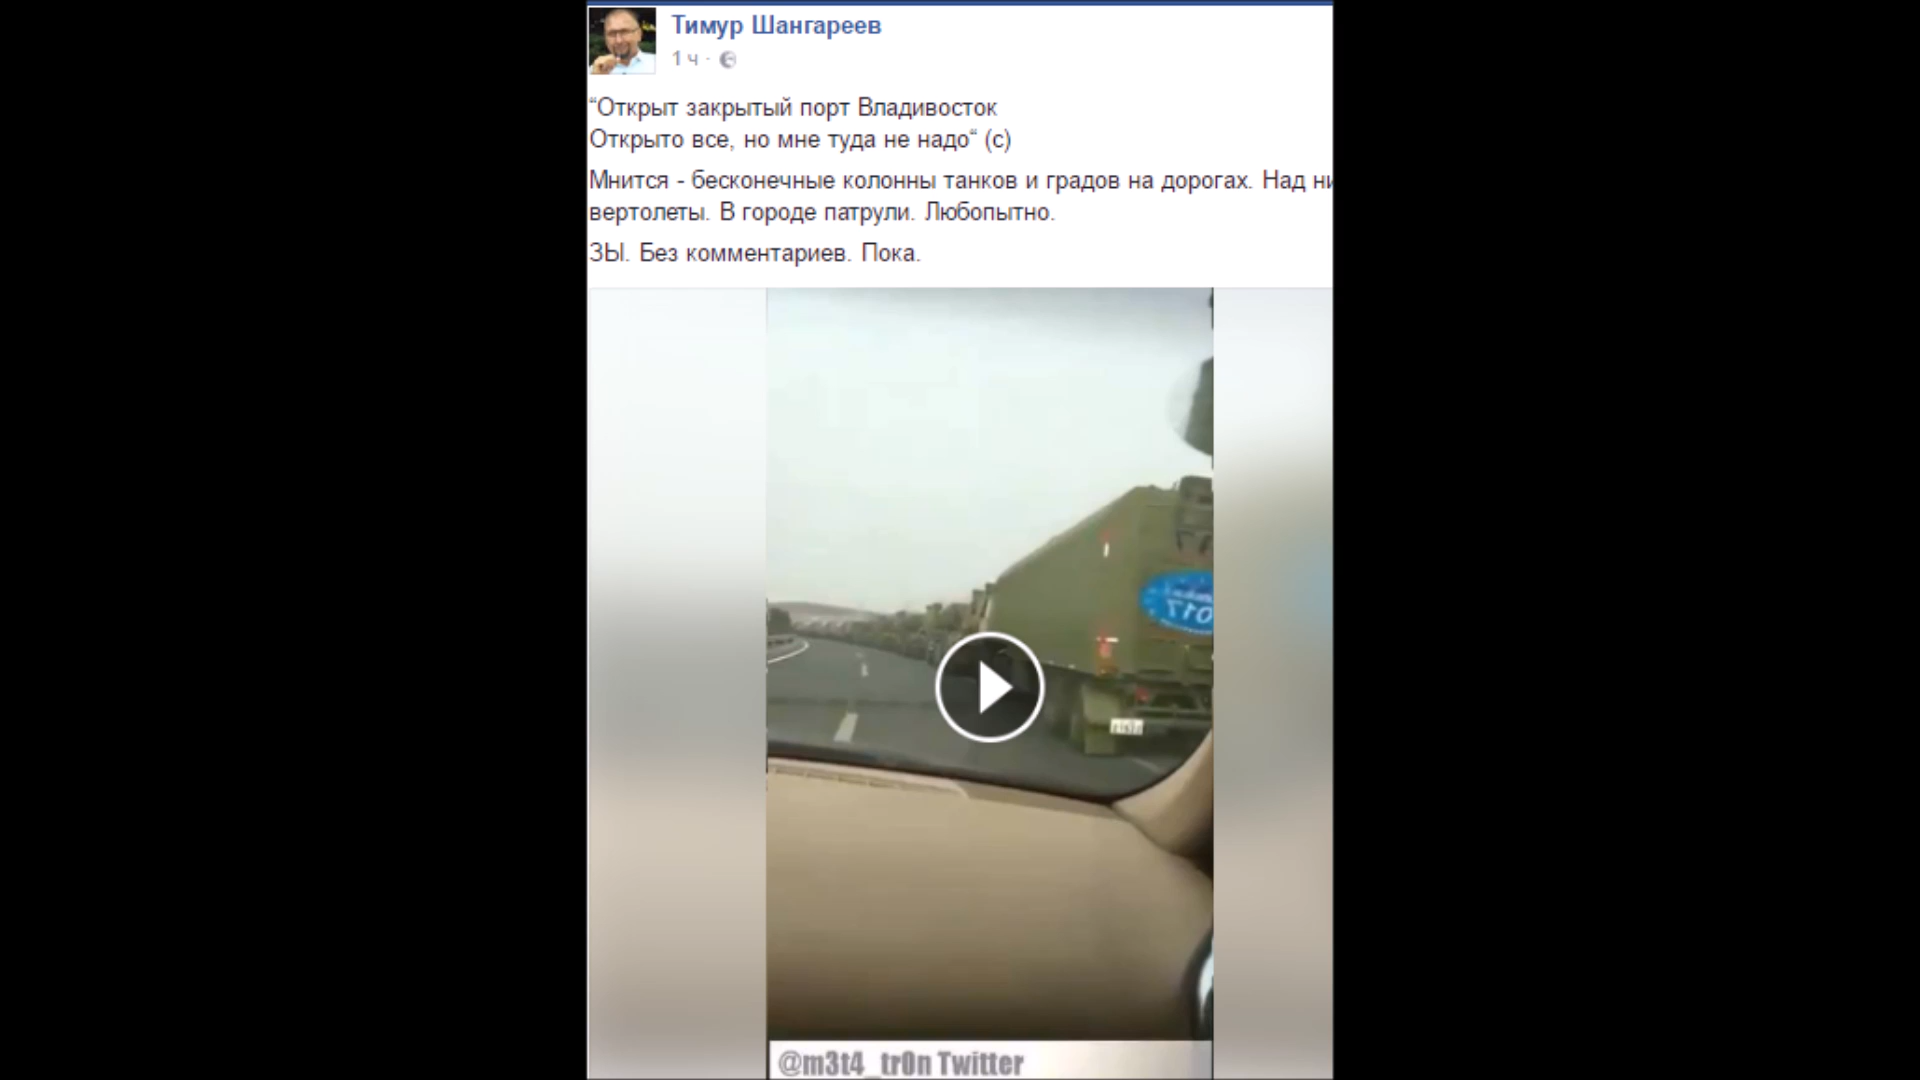 Тимур Шангареев
1 ч ·
“Открыт закрытый порт Владивосток
Открыто все, но мне туда не надо“ (с)
Мнится - бесконечные колонны танков и градов на дорогах. Над
вертолеты. В городе патрули. Любопытно.
ЗЫ. Без комментариев. Пока.
@m3t4_tr0n Twitter